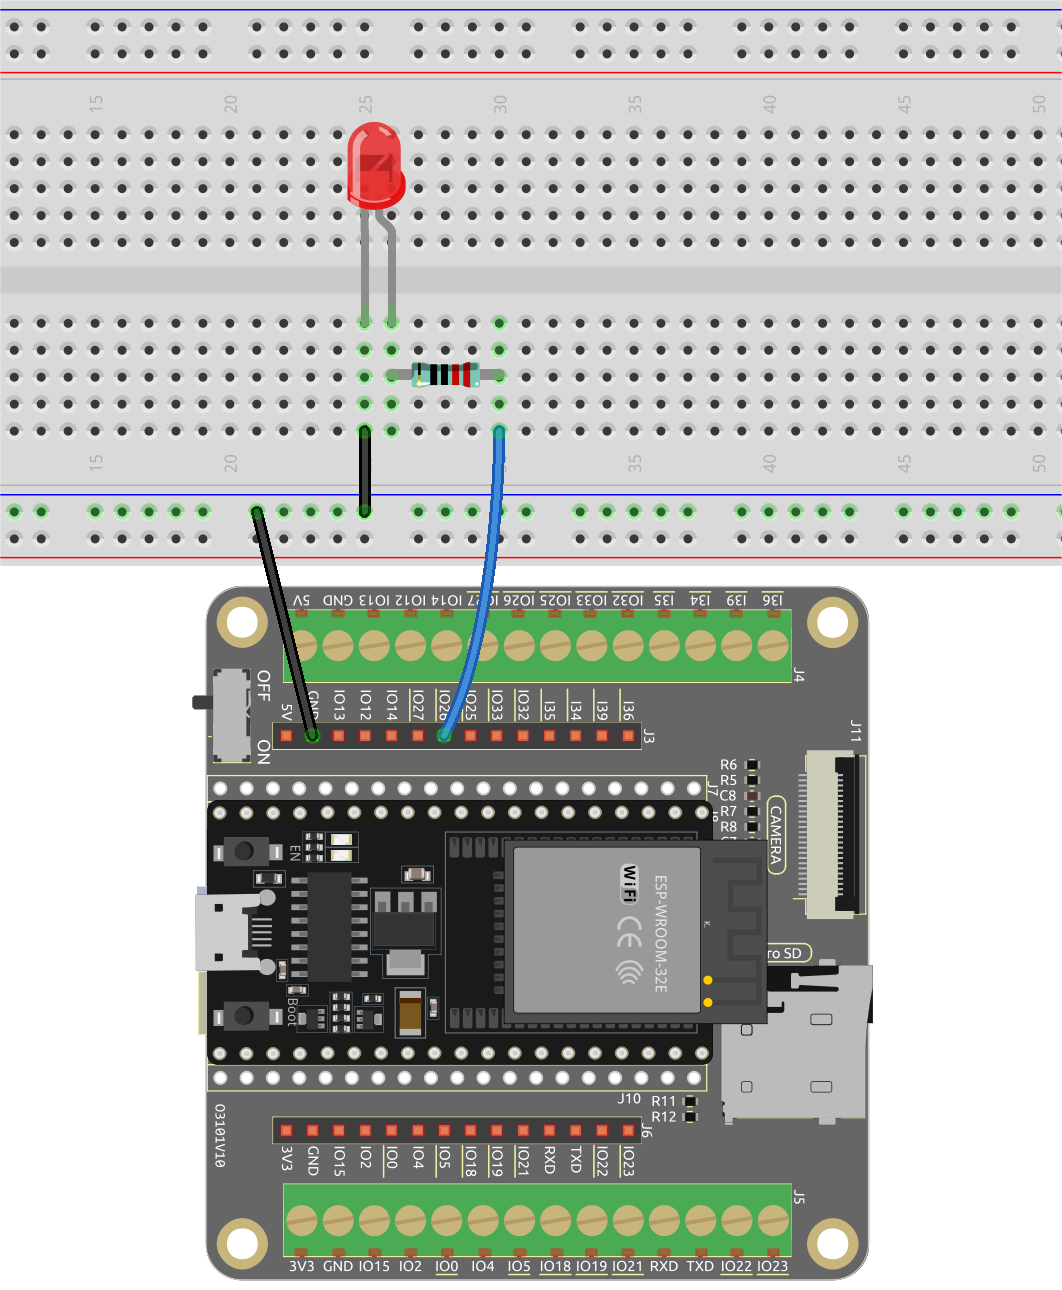 15 20 25 30 35 40 45 50
15 20 35 40 45 50
5V GND IO13 IO12 IO14 IO27 IO26 IO25 IO33 IO32 I35 I34 I39 I36
J4
OFF
ON
5V GND IO13 IO12 IO14 IO27 IO26 IO25 IO33 IO32 I35 I34 I39 I36
J3
J11
R6
R5
C8
R7
R8
CAMERA
J7
EN
WiFi
CE
ESP-WROOM-32E
K
ro SD
Boot
J10
R11
R12
O3101V10
J6
3V3 GND IO15 IO2 IO0 IO4 IO5 IO18 IO19 IO21 RXD TXD IO22 IO23
J5
3V3 GND IO15 IO2 IO0 IO4 IO5 IO18 IO19 IO21 RXD TXD IO22 IO23